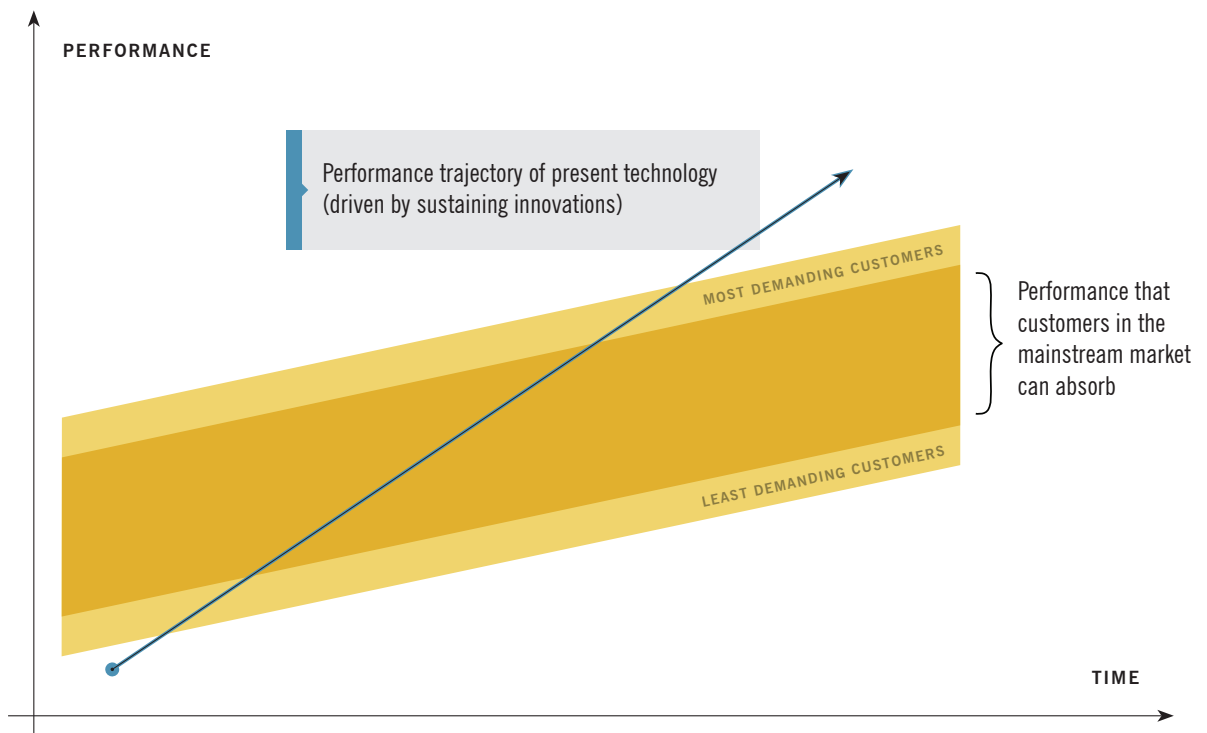 PERFORMANCE
Performance trajectory of present technology
(driven by sustaining innovations)
MOST DEMANDING CUSTOMERS
Performance that
customers in the
mainstream market
can absorb
LEAST DEMANDING CUSTOMERS
TIME